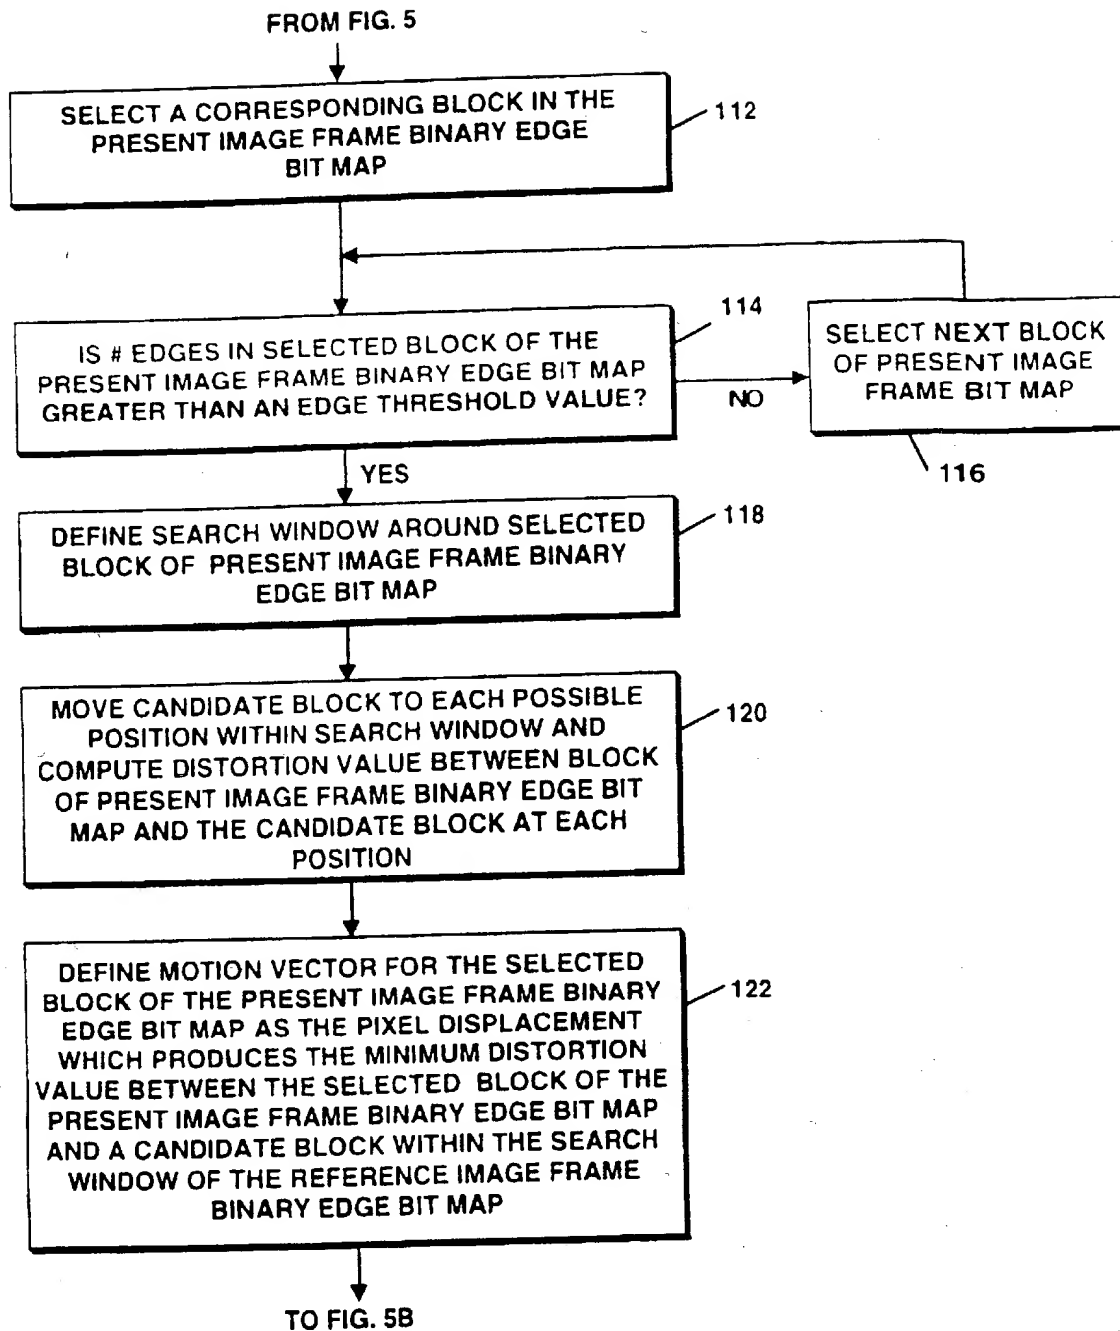 FROM FIG. 5
SELECT A CORRESPONDING BLOCK IN THE
PRESENT IMAGE FRAME BINARY EDGE
BIT MAP
112
IS # EDGES IN SELECTED BLOCK OF THE
PRESENT IMAGE FRAME BINARY EDGE BIT MAP
GREATER THAN AN EDGE THRESHOLD VALUE?
114
NO
SELECT NEXT BLOCK
OF PRESENT IMAGE
FRAME BIT MAP
116
YES
DEFINE SEARCH WINDOW AROUND SELECTED
BLOCK OF PRESENT IMAGE FRAME BINARY
EDGE BIT MAP
118
MOVE CANDIDATE BLOCK TO EACH POSSIBLE
POSITION WITHIN SEARCH WINDOW AND
COMPUTE DISTORTION VALUE BETWEEN BLOCK
OF PRESENT IMAGE FRAME BINARY EDGE BIT
MAP AND THE CANDIDATE BLOCK AT EACH
POSITION
120
DEFINE MOTION VECTOR FOR THE SELECTED
BLOCK OF THE PRESENT IMAGE FRAME BINARY
EDGE BIT MAP AS THE PIXEL DISPLACEMENT
WHICH PRODUCES THE MINIMUM DISTORTION
VALUE BETWEEN THE SELECTED BLOCK OF THE
PRESENT IMAGE FRAME BINARY EDGE BIT MAP
AND A CANDIDATE BLOCK WITHIN THE SEARCH
WINDOW OF THE REFERENCE IMAGE FRAME
BINARY EDGE BIT MAP
122
TO FIG. 5B